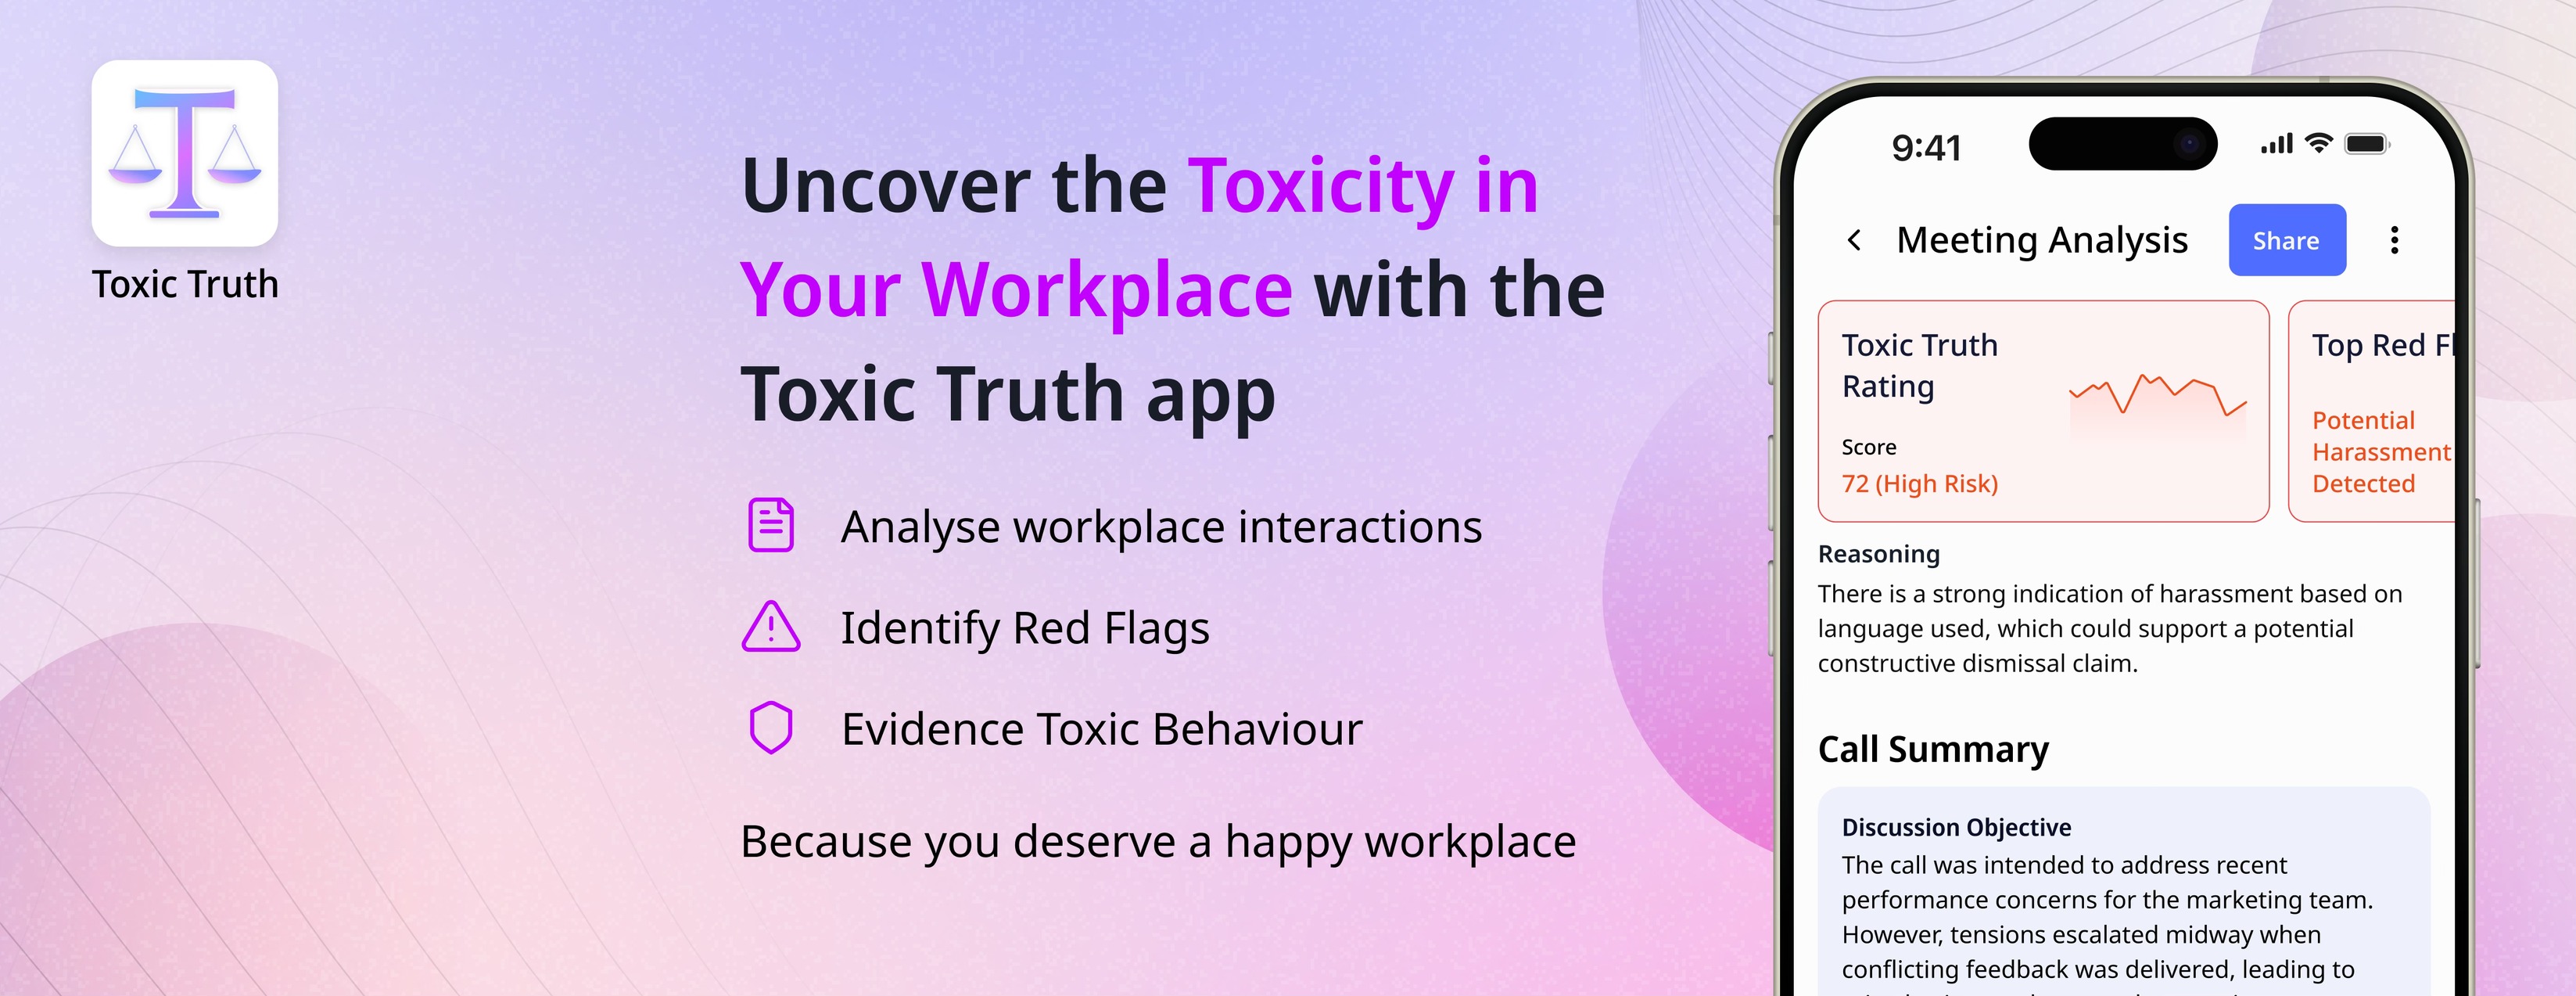 Toxic Truth
Uncover the Toxicity in
Your Workplace with the
Toxic Truth app
Analyse workplace interactions
Identify Red Flags
Evidence Toxic Behaviour
Because you deserve a happy workplace
9:41
Meeting Analysis
Share
Toxic Truth
Rating
Score
72 (High Risk)
Top Red Fl
Potential
Harassment
Detected
Reasoning
There is a strong indication of harassment based on
language used, which could support a potential
constructive dismissal claim.
Call Summary
Discussion Objective
The call was intended to address recent
performance concerns for the marketing team.
However, tensions escalated midway when
conflicting feedback was delivered, leading to